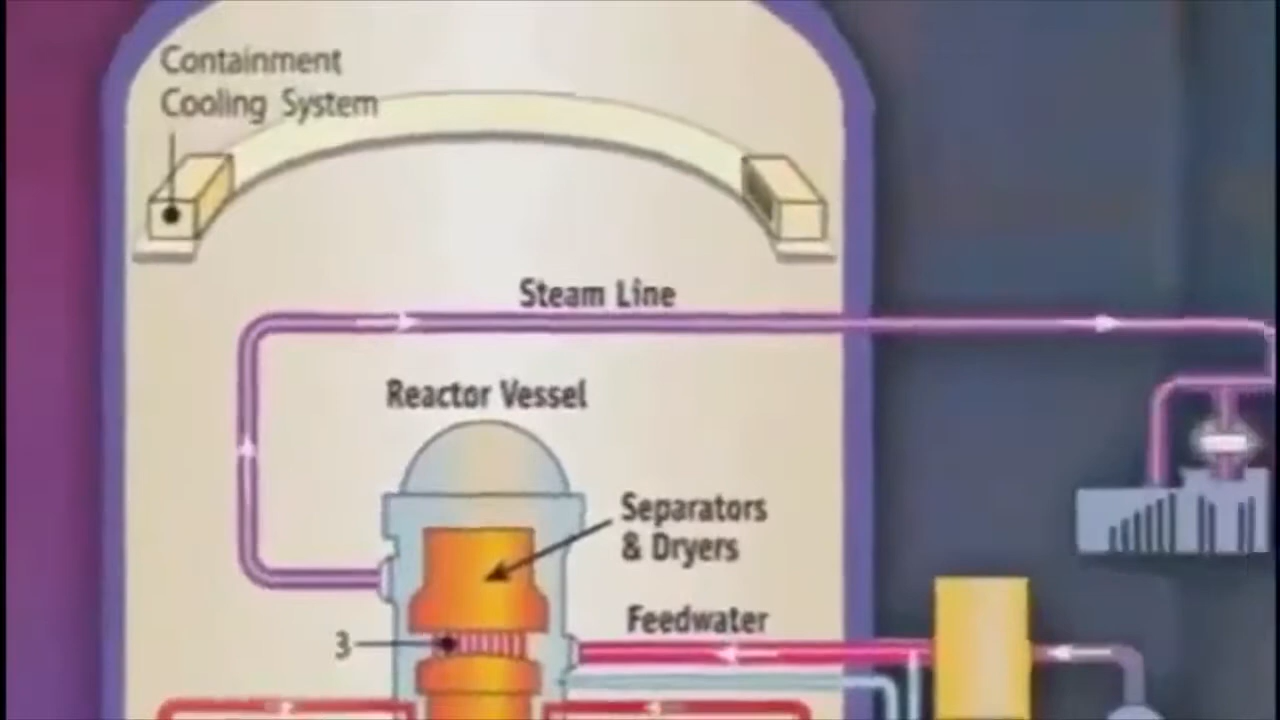 Containment
Cooling System
Steam Line
Reactor Vessel
Separators
& Dryers
Feedwater
3